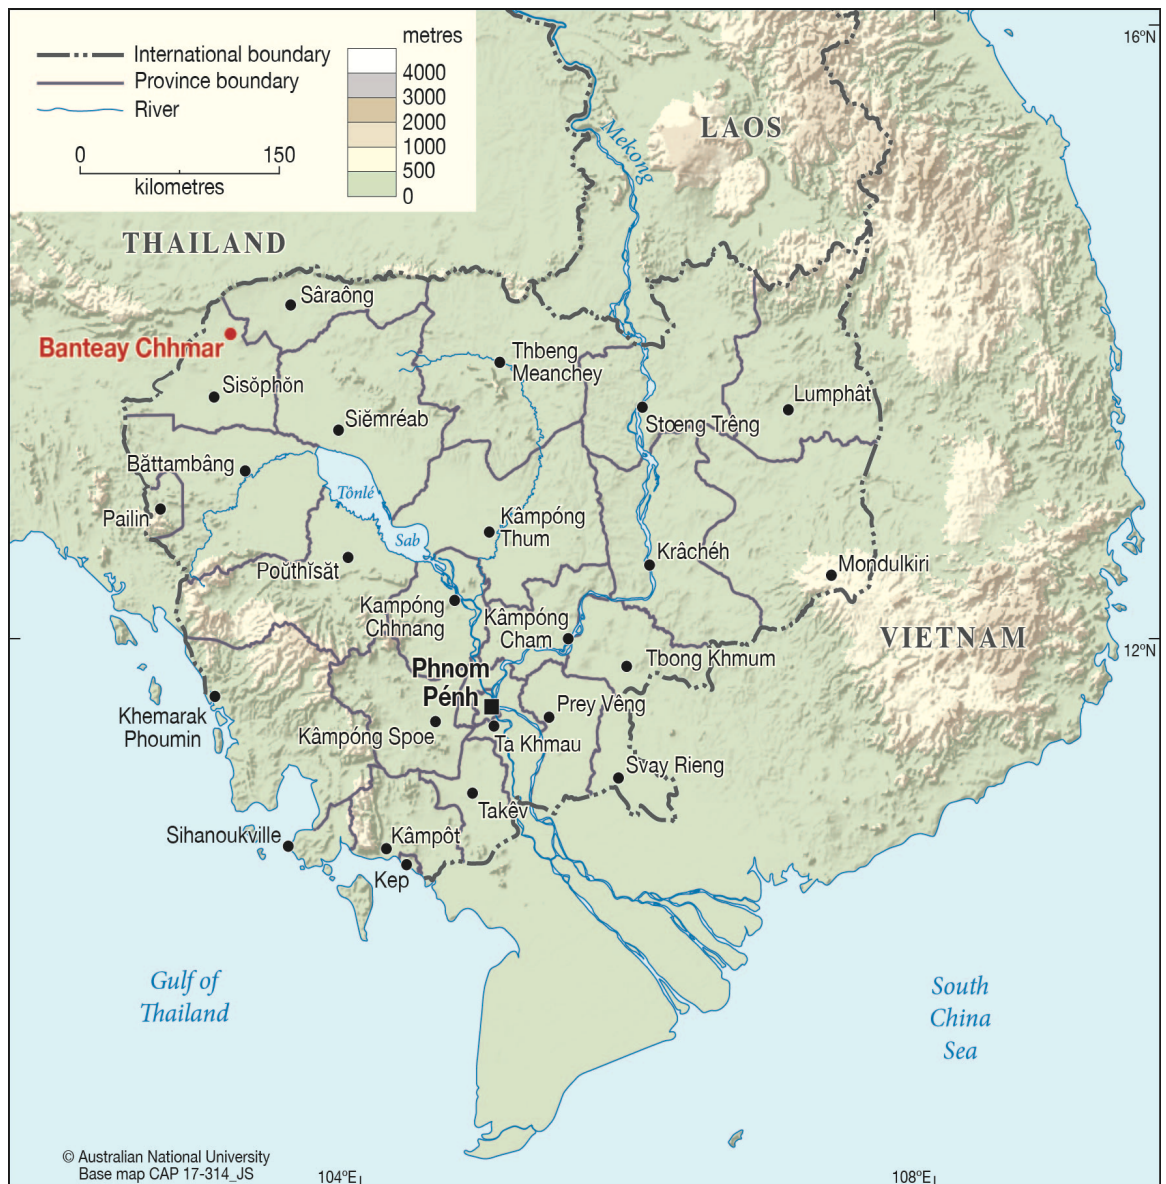 International boundary
Province boundary
River
0 150
kilometres
metres
4000
3000
2000
1000
500
0
16°N
LAOS
Mekong
THAILAND
Sâraông
Banteay Chhmar
Thbeng
Meanchey
Sisŏphŏn
Lumphât
Siĕmréab
Stœng Trêng
Băttambâng
Tônlé
Sab
Pailin
Kâmpóng
Thum
Krâchéh
Poŭthĭsăt
Mondulkiri
Kampóng
Chhnang
Kâmpóng
Cham
VIETNAM
12°N
Tbong Khmum
Phnom
Pénh
Prey Vêng
Khemarak
Phoumin
Kâmpóng Spoe
Ta Khmau
Svay Rieng
Takêv
Sihanoukville
Kâmpôt
Kep
Gulf of
Thailand
South
China
Sea
© Australian National University
Base map CAP 17-314_JS
104°E
108°E